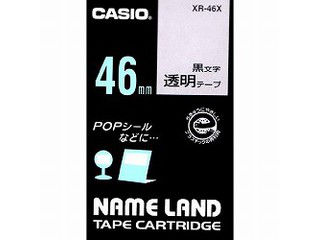 CASIO
XR-46X
46mm
黒文字
透明テープ
POPシール
などに…
NAME LAND
TAPE CARTRIDGE